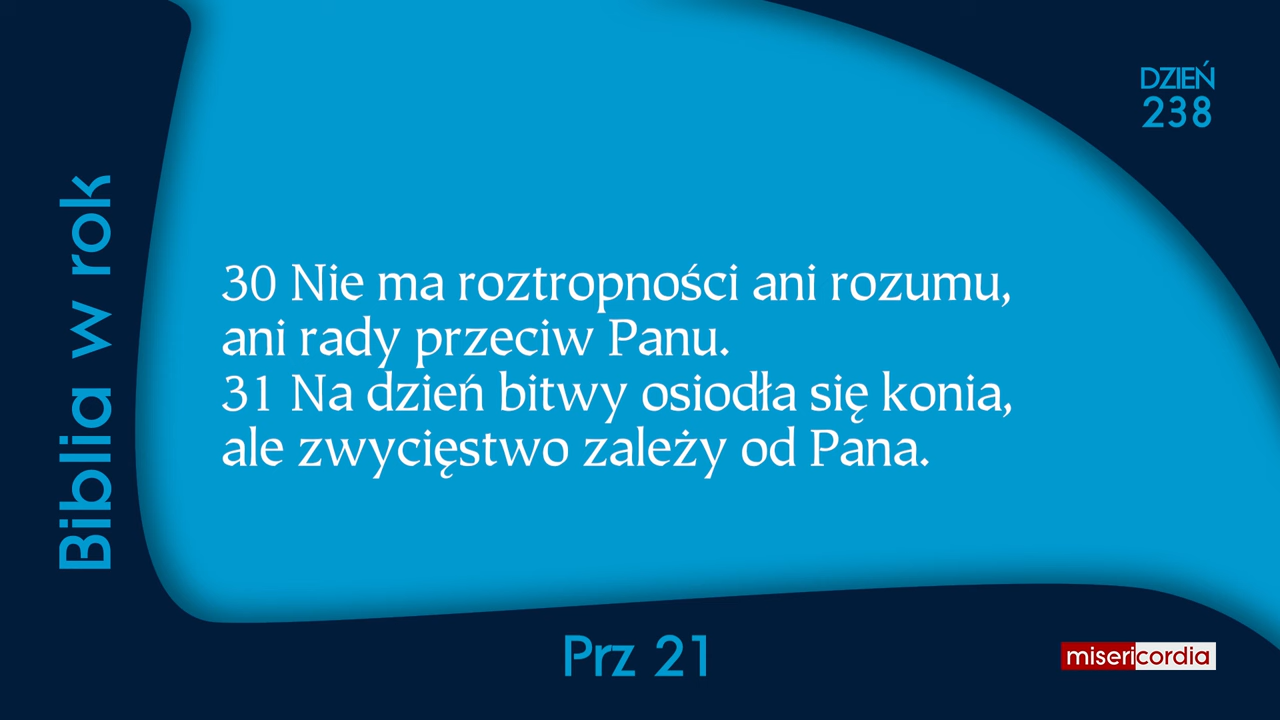 DZIEŃ
238
Biblia w rok
30 Nie ma roztropności ani rozumu,
ani rady przeciw Panu.
31 Na dzień bitwy osiodła się konia,
ale zwycięstwo zależy od Pana.
Prz 21
misericordia